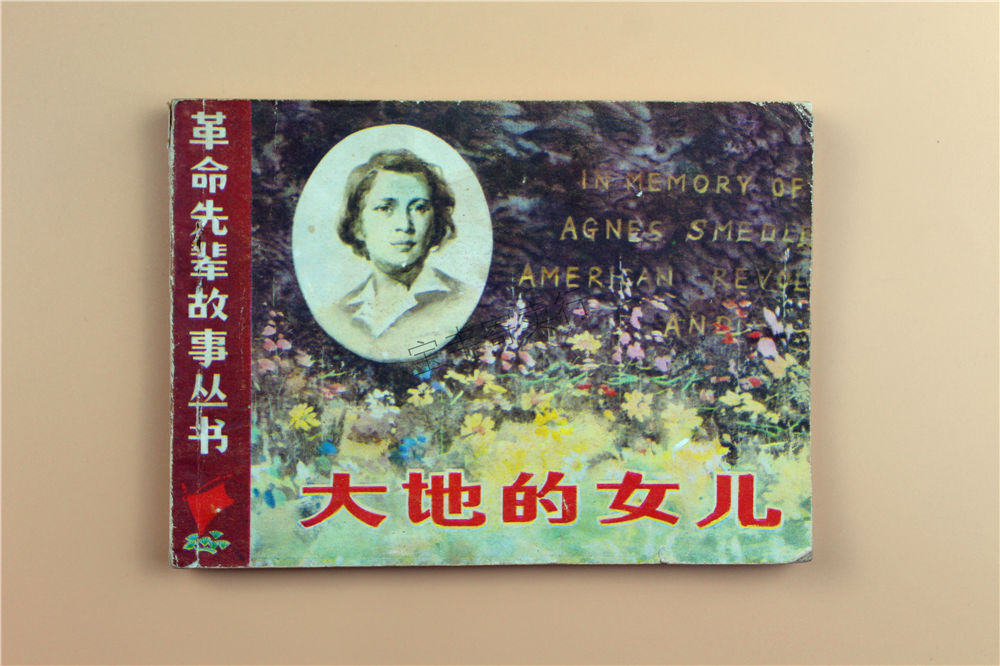 革命先辈故事丛书
IN MEMORY OF
AGNES SMEDLE
AMERICAN REVOL
AND
大地的女儿